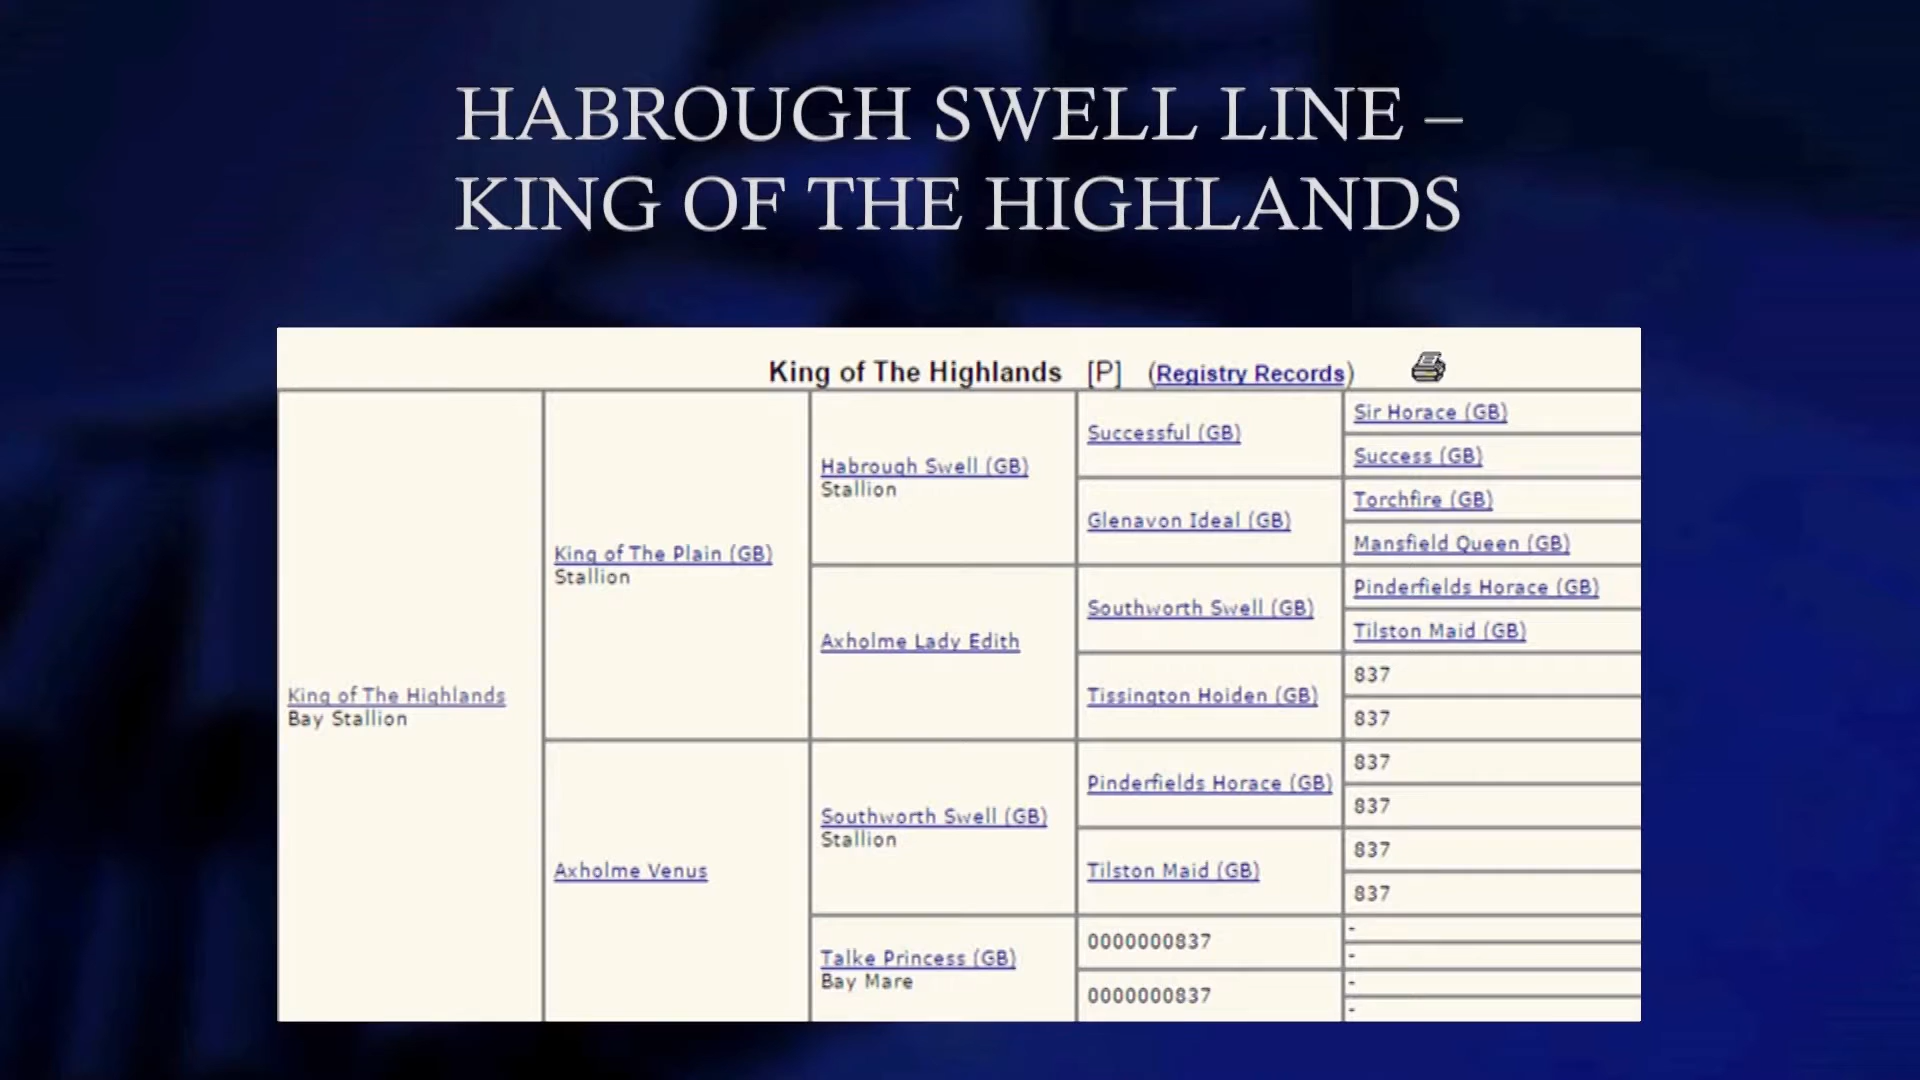 HABROUGH SWELL LINE –
KING OF THE HIGHLANDS
King of The Highlands [P] (Registry Records)
King of The Highlands
Bay Stallion
King of The Plain (GB)
Stallion
Axholme Venus
Habrough Swell (GB)
Stallion
Axholme Lady Edith
Southworth Swell (GB)
Stallion
Talke Princess (GB)
Bay Mare
Successful (GB)
Glenavon Ideal (GB)
Southworth Swell (GB)
Tissington Hoiden (GB)
Pinderfields Horace (GB)
Tilston Maid (GB)
0000000837
0000000837
Sir Horace (GB)
Success (GB)
Torchfire (GB)
Mansfield Queen (GB)
Pinderfields Horace (GB)
Tilston Maid (GB)
837
837
837
837
837
837
-
-
-
-